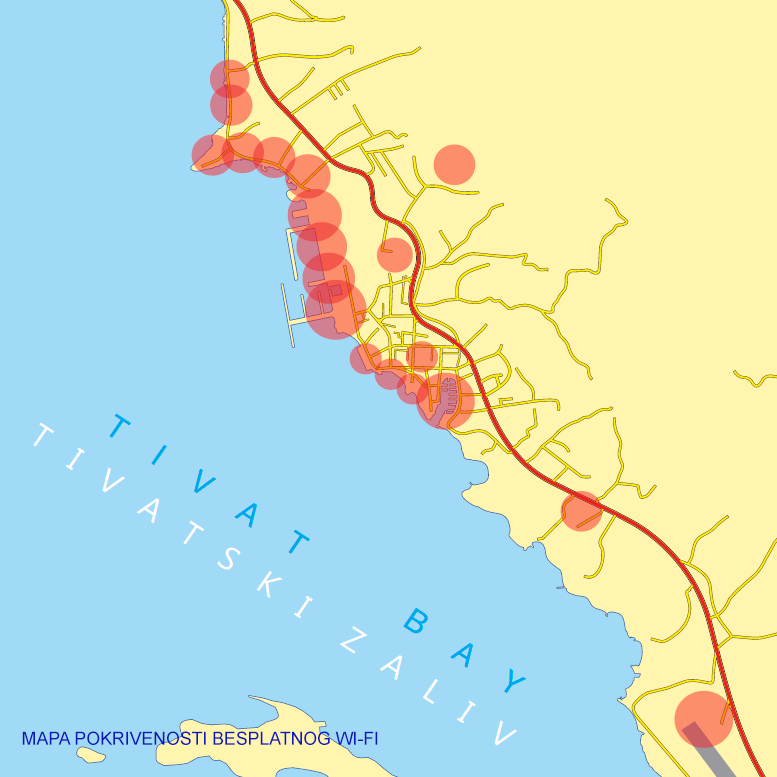 TIVAT BAY
TIVATSKI ZALIV
MAPA POKRIVENOSTI BESPLATNOG WI-FI